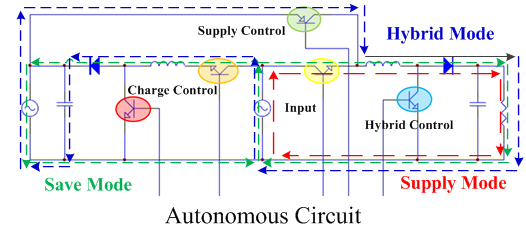 Supply Control
Hybrid Mode
Charge Control
Input
Hybrid Control
Save Mode
Supply Mode
Autonomous Circuit